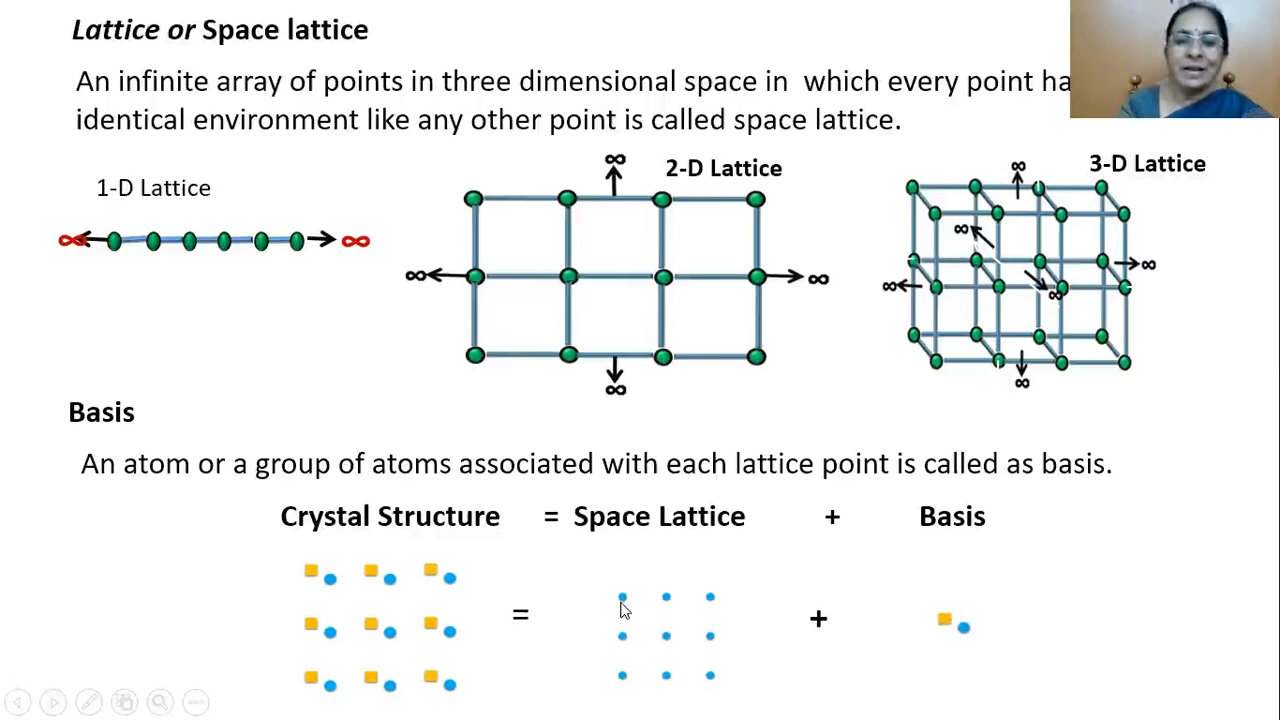 Lattice or Space lattice
An infinite array of points in three dimensional space in which every point ha
identical environment like any other point is called space lattice.
1-D Lattice
2-D Lattice
3-D Lattice
∞ ∞
∞
∞ ∞
∞
∞
∞
∞
∞ ∞
∞
Basis
An atom or a group of atoms associated with each lattice point is called as basis.
Crystal Structure = Space Lattice + Basis
= +